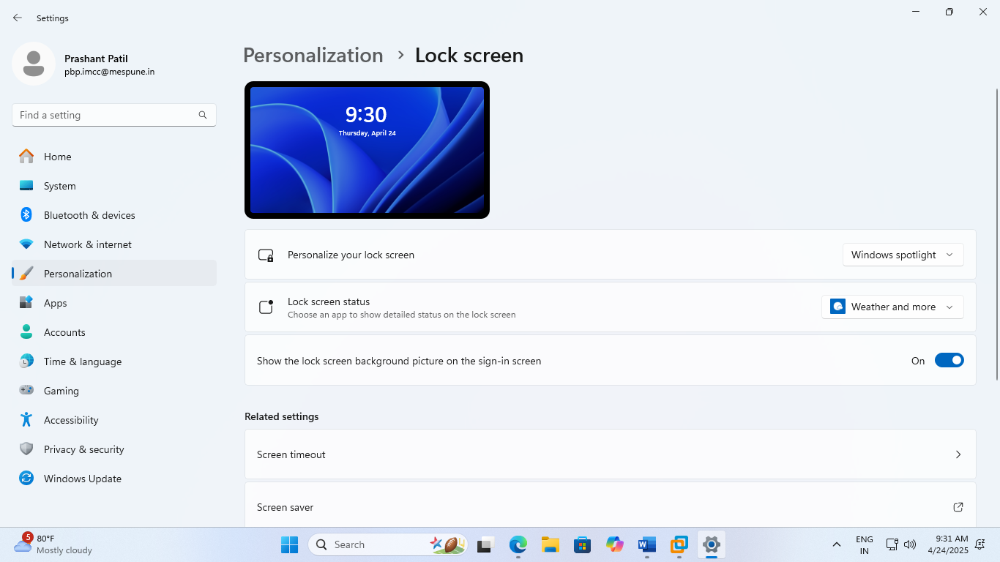 Settings
Prashant Patil
pbp.imcc@mespune.in
Find a setting
Home
System
Bluetooth & devices
Network & internet
Personalization
Apps
Accounts
Time & language
Gaming
Accessibility
Privacy & security
Windows Update
Personalization > Lock screen
9:30
Thursday, April 24
Personalize your lock screen
Windows spotlight
Lock screen status
Choose an app to show detailed status on the lock screen
Weather and more
Show the lock screen background picture on the sign-in screen
On
Related settings
Screen timeout
Screen saver
5
80°F
Mostly cloudy
Search
ENG
IN
9:31 AM
4/24/2025